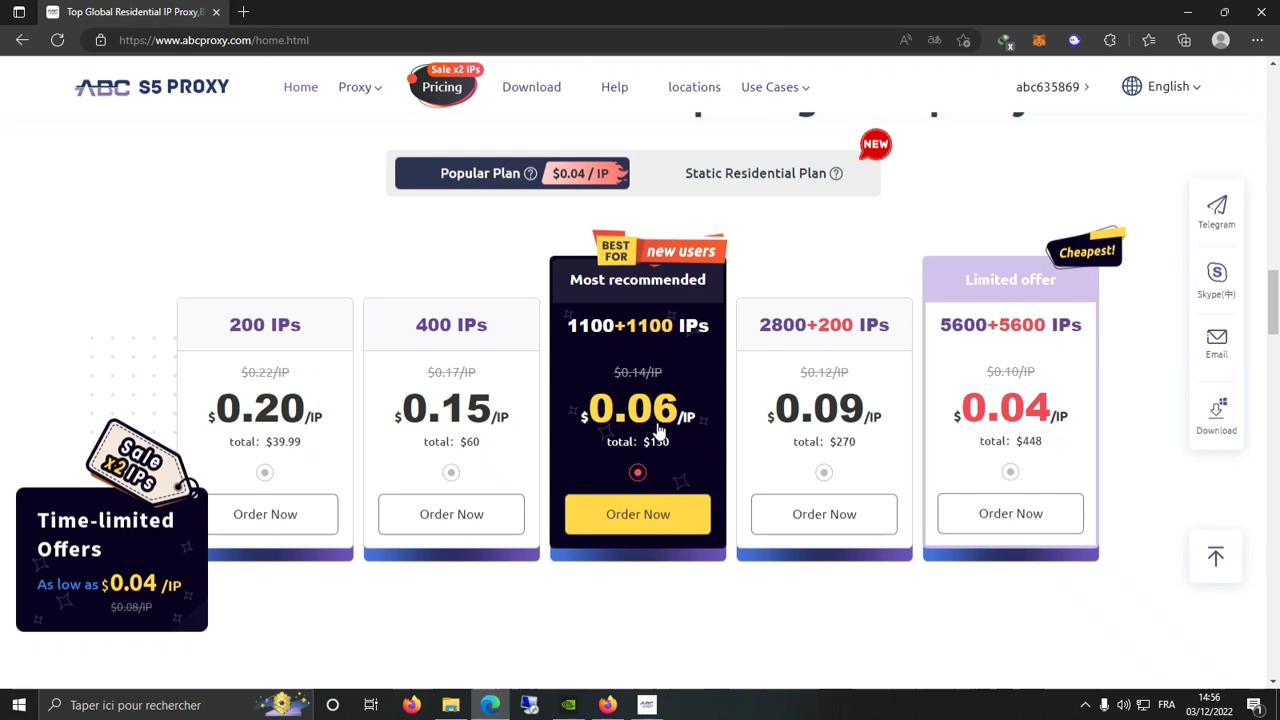 Top Global Residential IP Proxy,B
https://www.abcproxy.com/home.html
ABC S5 PROXY
Home
Proxy
Sale x2 IPs
Pricing
Download
Help
locations
Use Cases
abc635869
English
NEW
Popular Plan
$0.04 / IP
Static Residential Plan
Telegram
Skype(中)
Email
Download
BEST FOR
new users
Cheapest!
Most recommended
Limited offer
200 IPs
$0.22/IP
$0.20/IP
total: $39.99
Order Now
400 IPs
$0.17/IP
$0.15/IP
total: $60
Order Now
1100+1100 IPs
$0.14/IP
$0.06/IP
total:
Order Now
2800+200 IPs
$0.12/IP
$0.09/IP
total: $270
Order Now
5600+5600 IPs
$0.10/IP
$0.04/IP
total: $448
Order Now
Sale
x2IPs
Time-limited
Offers
As low as $0.04 /IP
$0.08/IP
Taper ici pour rechercher
FRA
14:56
03/12/2022